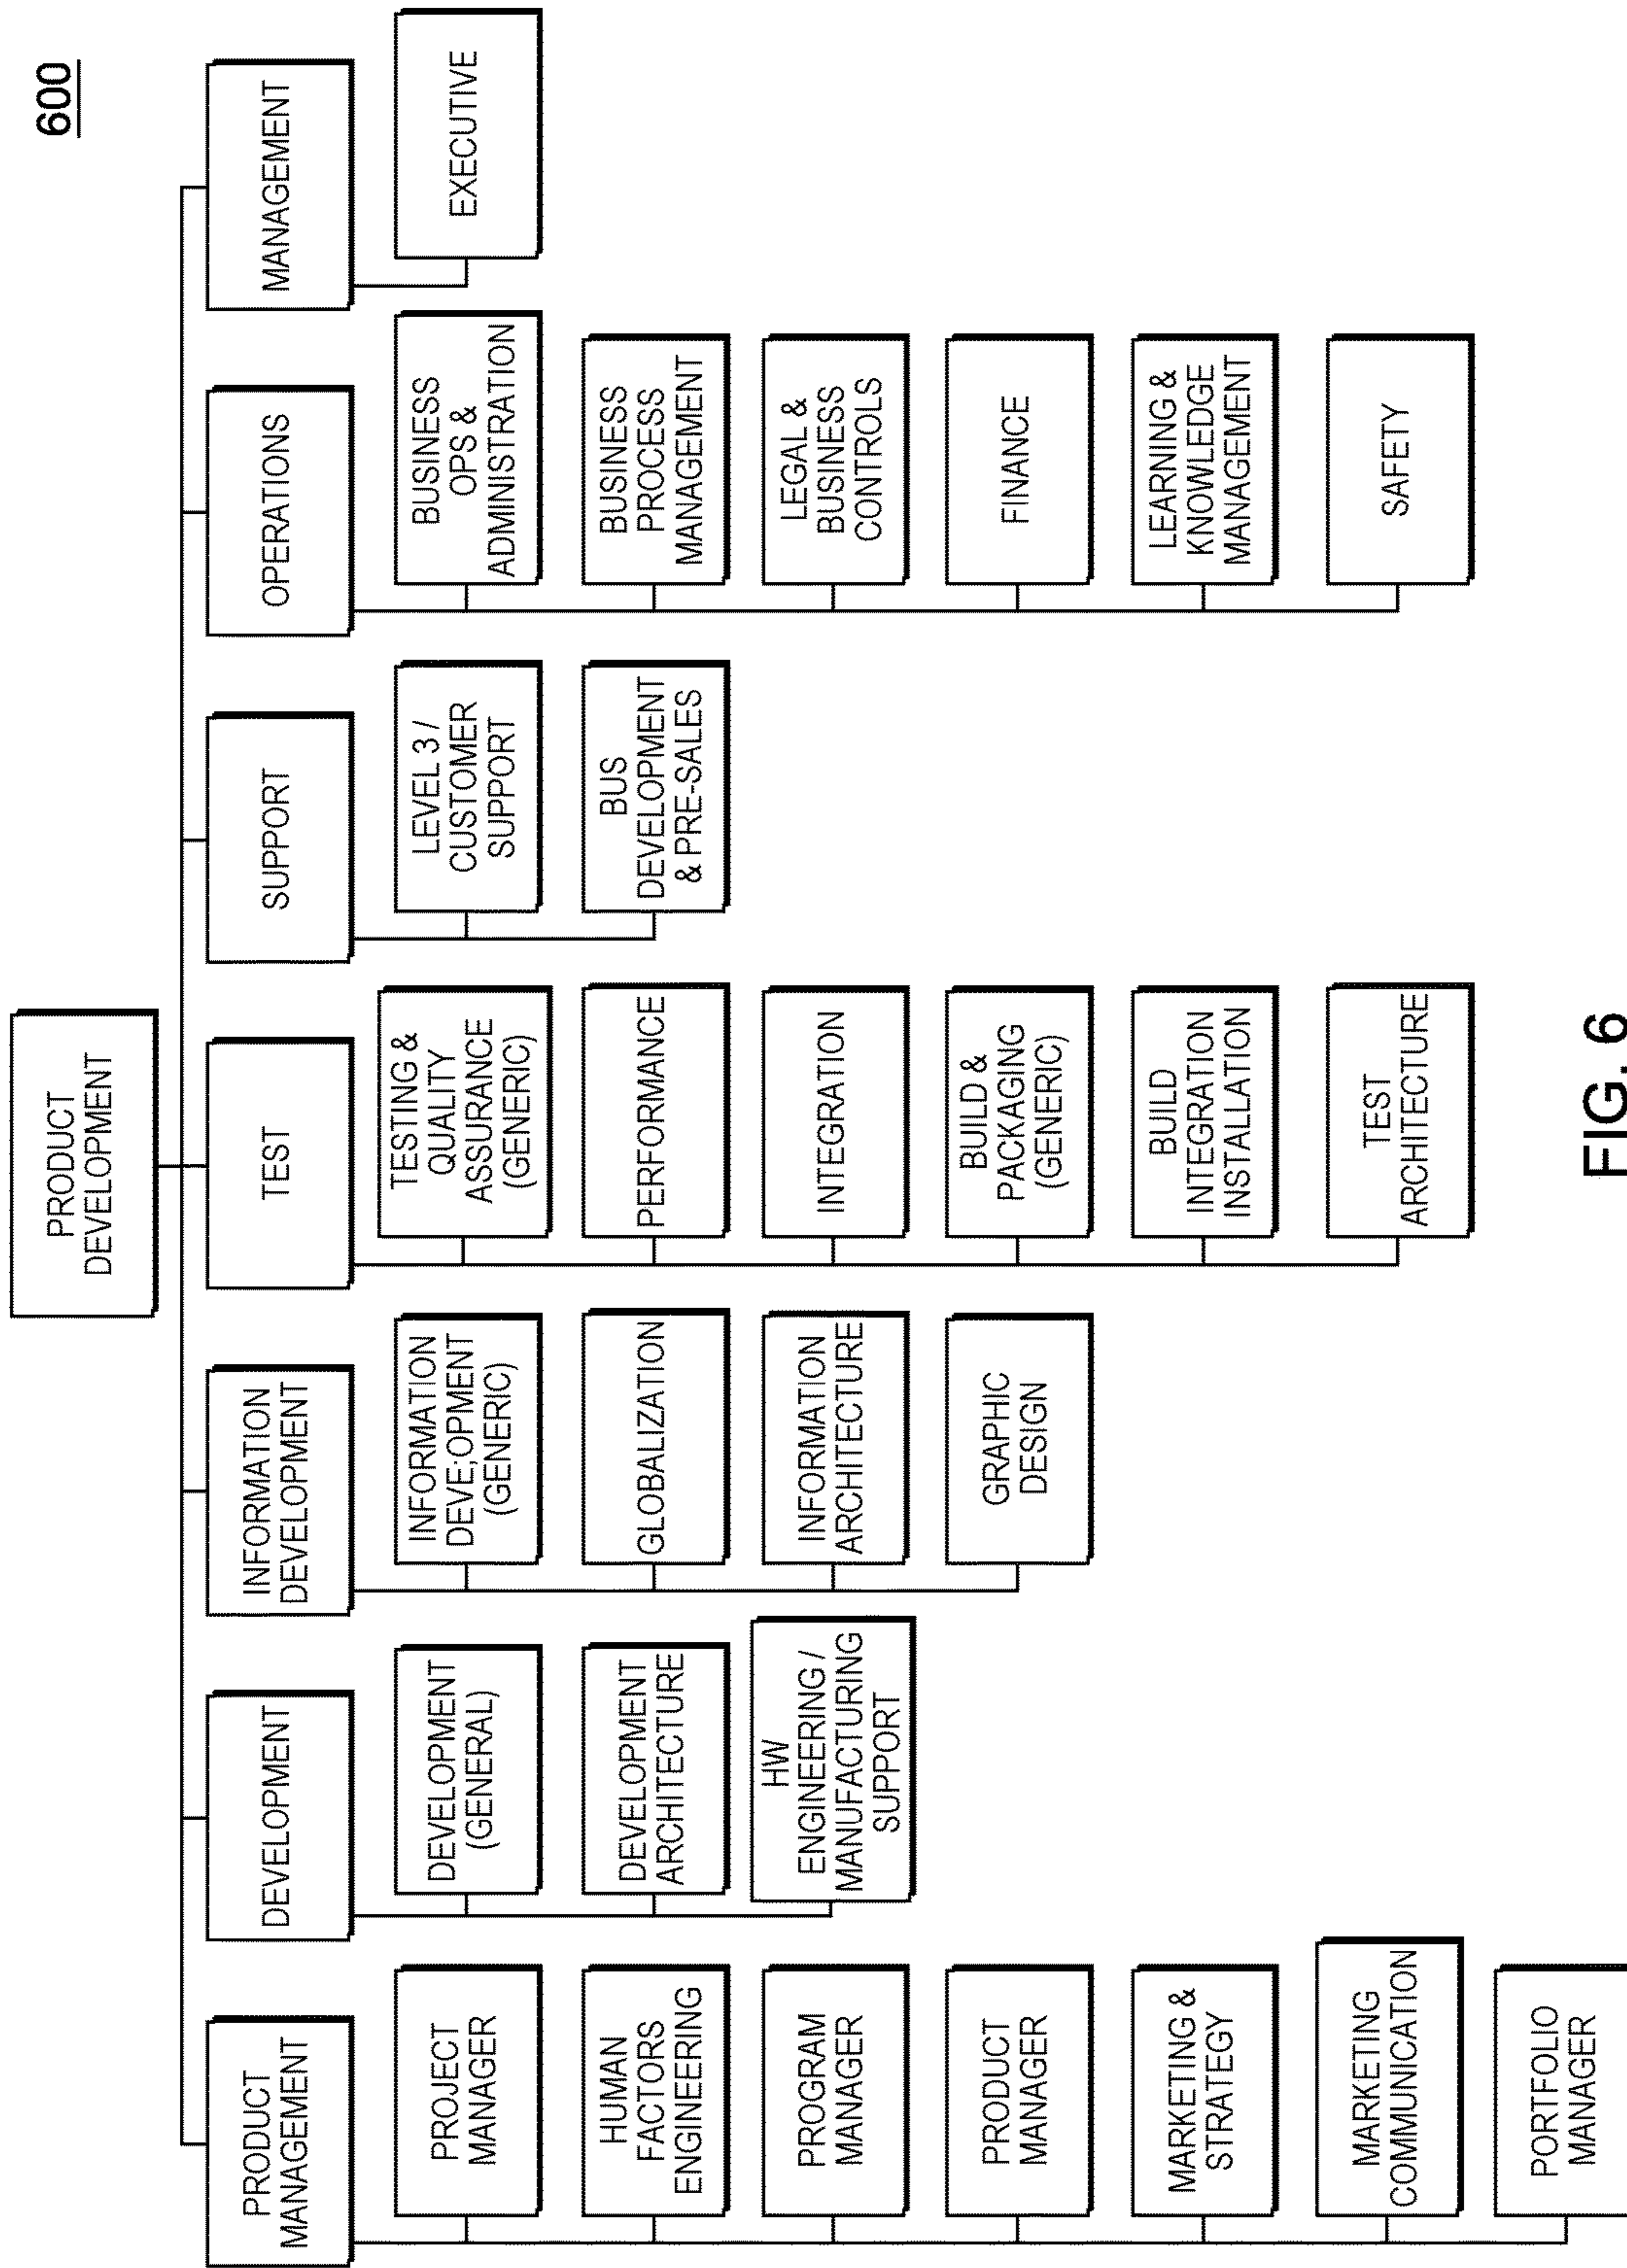 600
PRODUCT
DEVELOPMENT
PRODUCT
MANAGEMENT
PROJECT
MANAGER
HUMAN
FACTORS
ENGINEERING
PROGRAM
MANAGER
PRODUCT
MANAGER
MARKETING &
STRATEGY
MARKETING
COMMUNICATION
PORTFOLIO
MANAGER
DEVELOPMENT
DEVELOPMENT
(GENERAL)
DEVELOPMENT
ARCHITECTURE
HW
ENGINEERING /
MANUFACTURING
SUPPORT
INFORMATION
DEVELOPMENT
INFORMATION
DEVE;OPMENT
(GENERIC)
GLOBALIZATION
INFORMATION
ARCHITECTURE
GRAPHIC
DESIGN
TEST
TESTING &
QUALITY
ASSURANCE
(GENERIC)
PERFORMANCE
INTEGRATION
BUILD &
PACKAGING
(GENERIC)
BUILD
INTEGRATION
INSTALLATION
TEST
ARCHITECTURE
SUPPORT
LEVEL 3 /
CUSTOMER
SUPPORT
BUS
DEVELOPMENT
& PRE-SALES
OPERATIONS
BUSINESS
OPS &
ADMINISTRATION
BUSINESS
PROCESS
MANAGEMENT
LEGAL &
BUSINESS
CONTROLS
FINANCE
LEARNING &
KNOWLEDGE
MANAGEMENT
SAFETY
MANAGEMENT
EXECUTIVE
FIG. 6